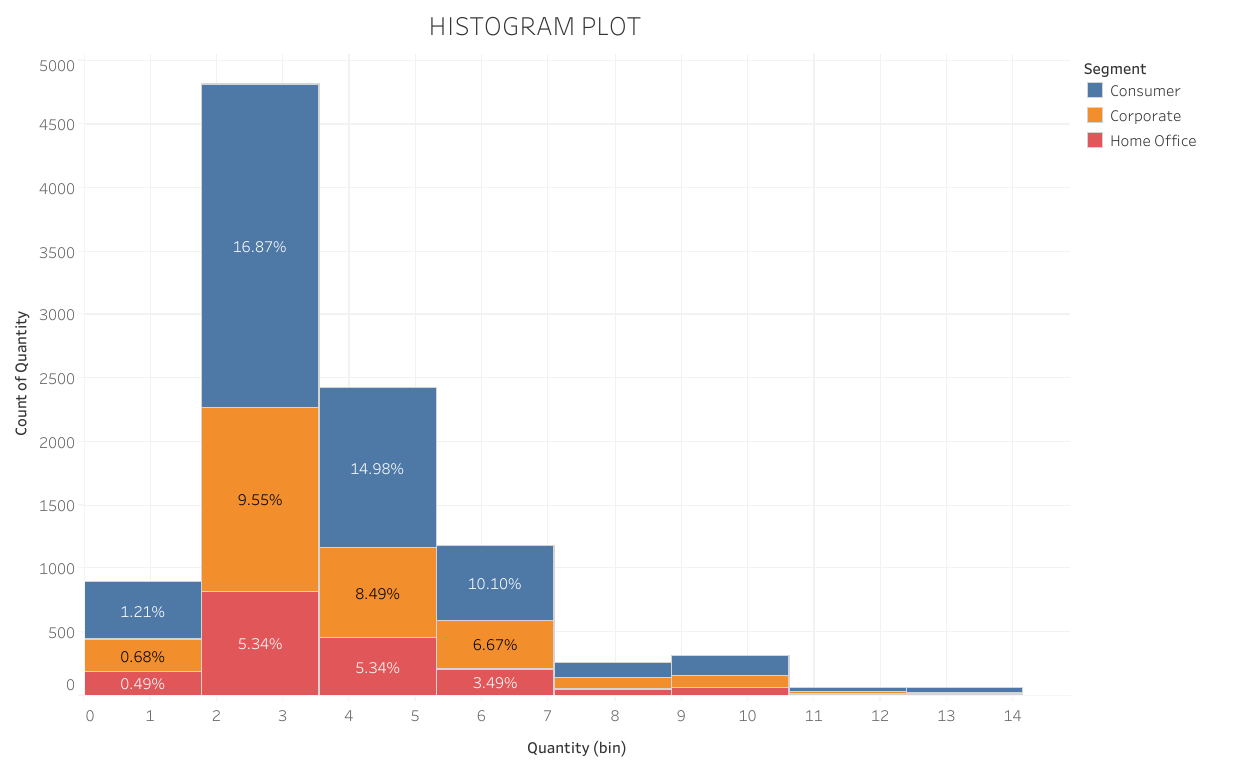 HISTOGRAM PLOT
Segment
Consumer
Corporate
Home Office
Count of Quantity
5000
4500
4000
3500
3000
2500
2000
1500
1000
500
0
16.87%
9.55%
5.34%
14.98%
8.49%
5.34%
10.10%
6.67%
3.49%
1.21%
0.68%
0.49%
0 1 2 3 4 5 6 7 8 9 10 11 12 13 14
Quantity (bin)